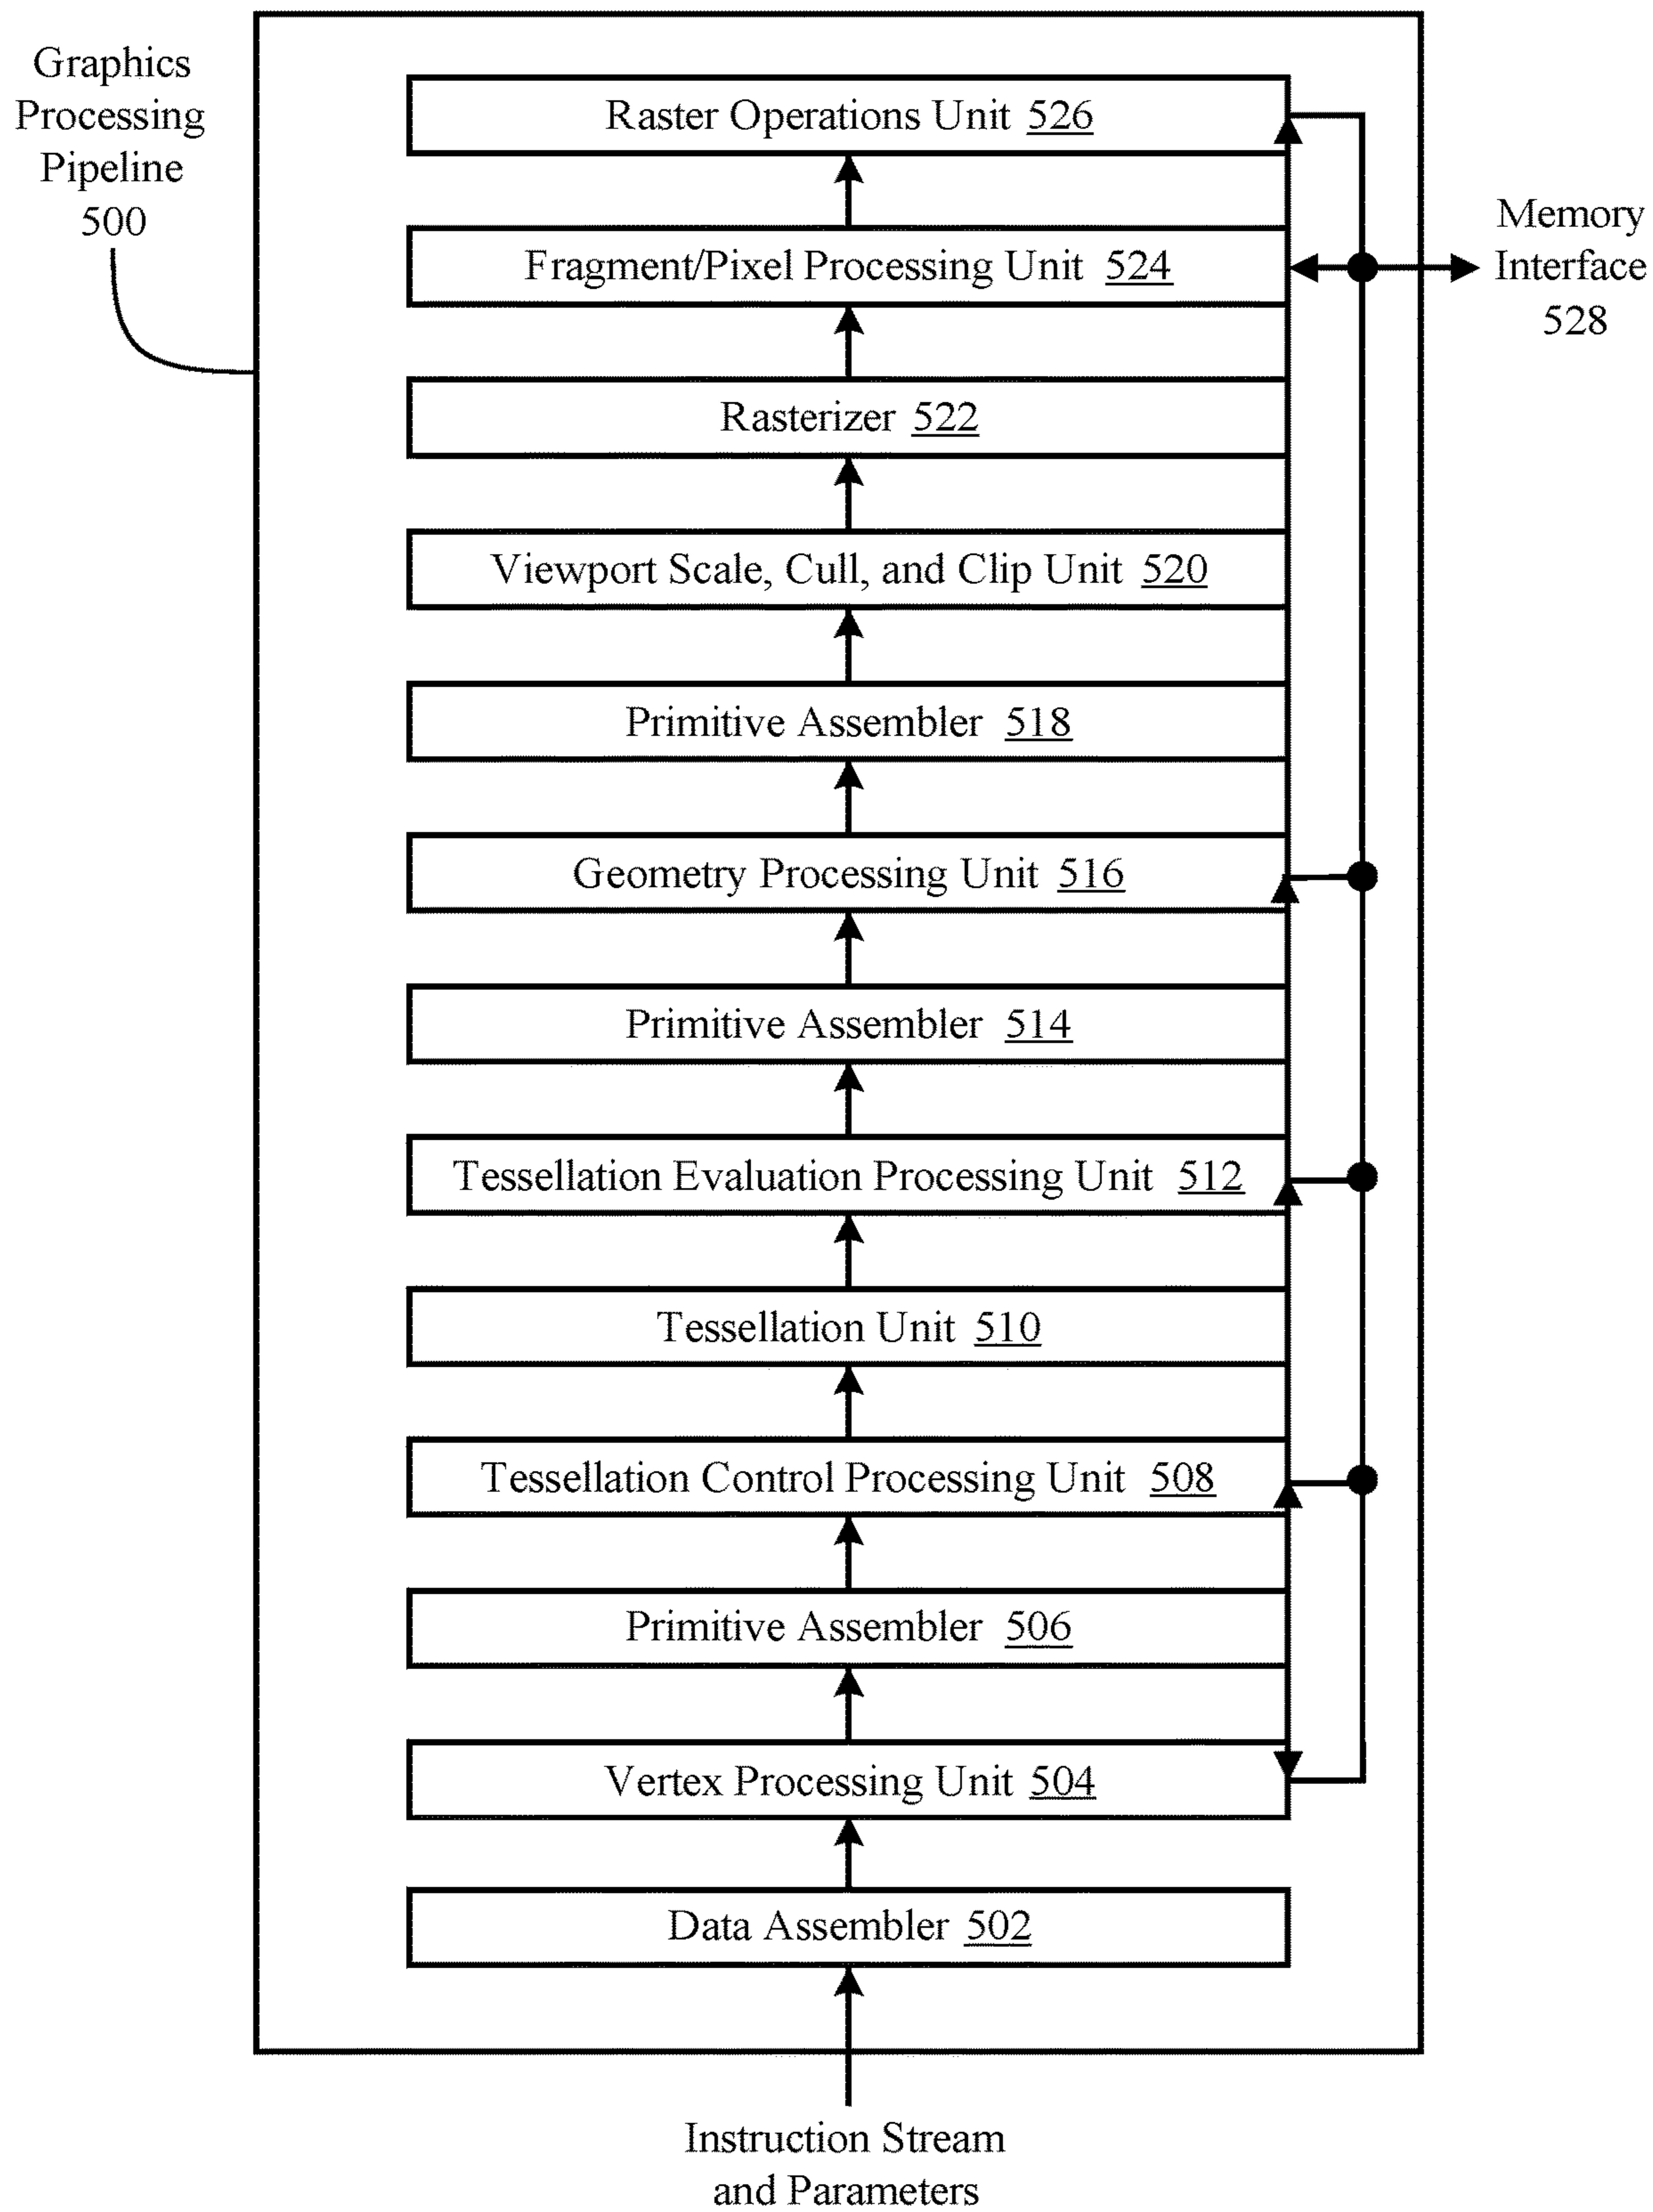 Graphics
Processing
Pipeline
500
Raster Operations Unit 526
Fragment/Pixel Processing Unit 524
Memory
Interface
528
Rasterizer 522
Viewport Scale, Cull, and Clip Unit 520
Primitive Assembler 518
Geometry Processing Unit 516
Primitive Assembler 514
Tessellation Evaluation Processing Unit 512
Tessellation Unit 510
Tessellation Control Processing Unit 508
Primitive Assembler 506
Vertex Processing Unit 504
Data Assembler 502
Instruction Stream
and Parameters